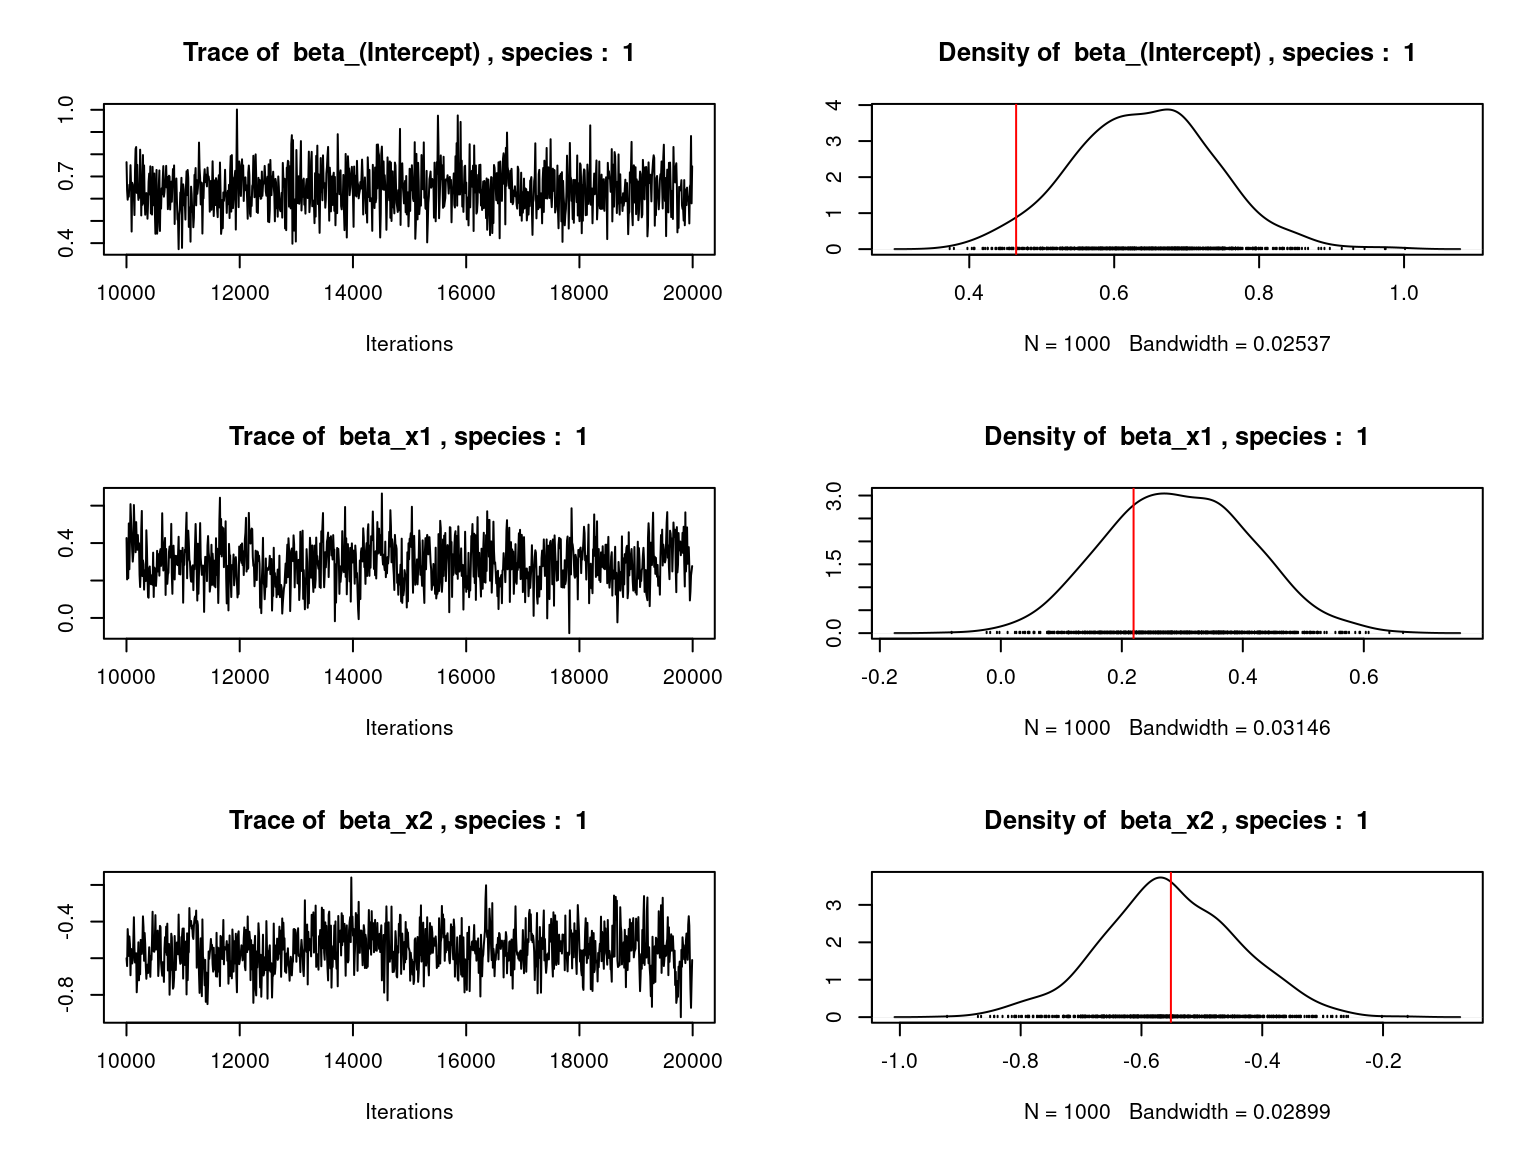 Trace of  beta_(Intercept) , species :  1
1.0
0.7
0.4
10000 12000 14000 16000 18000 20000
Iterations
Density of  beta_(Intercept) , species :  1
4
3
2
1
0
0.4 0.6 0.8 1.0
N = 1000   Bandwidth = 0.02537
Trace of  beta_x1 , species :  1
0.4
0.0
10000 12000 14000 16000 18000 20000
Iterations
Density of  beta_x1 , species :  1
3.0
1.5
0.0
-0.2 0.0 0.2 0.4 0.6
N = 1000   Bandwidth = 0.03146
Trace of  beta_x2 , species :  1
-0.4
-0.8
10000 12000 14000 16000 18000 20000
Iterations
Density of  beta_x2 , species :  1
3
2
1
0
-1.0 -0.8 -0.6 -0.4 -0.2
N = 1000   Bandwidth = 0.02899